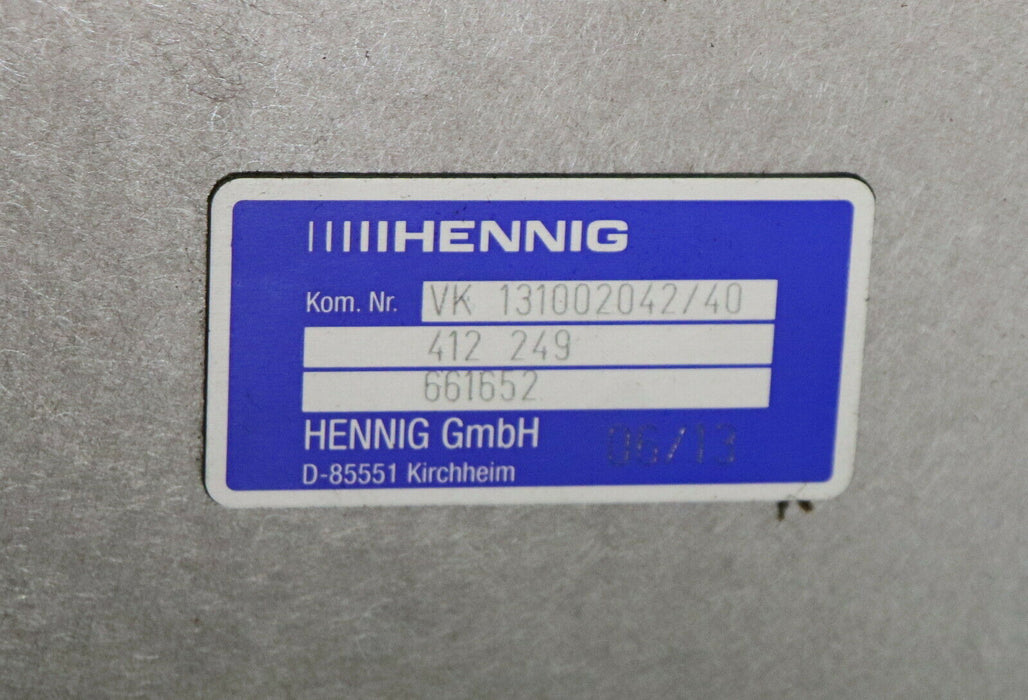 HENNIG
Kom. Nr. VK 131002042/40
412 249
661652
HENNIG GmbH 06/13
D-85551 Kirchheim